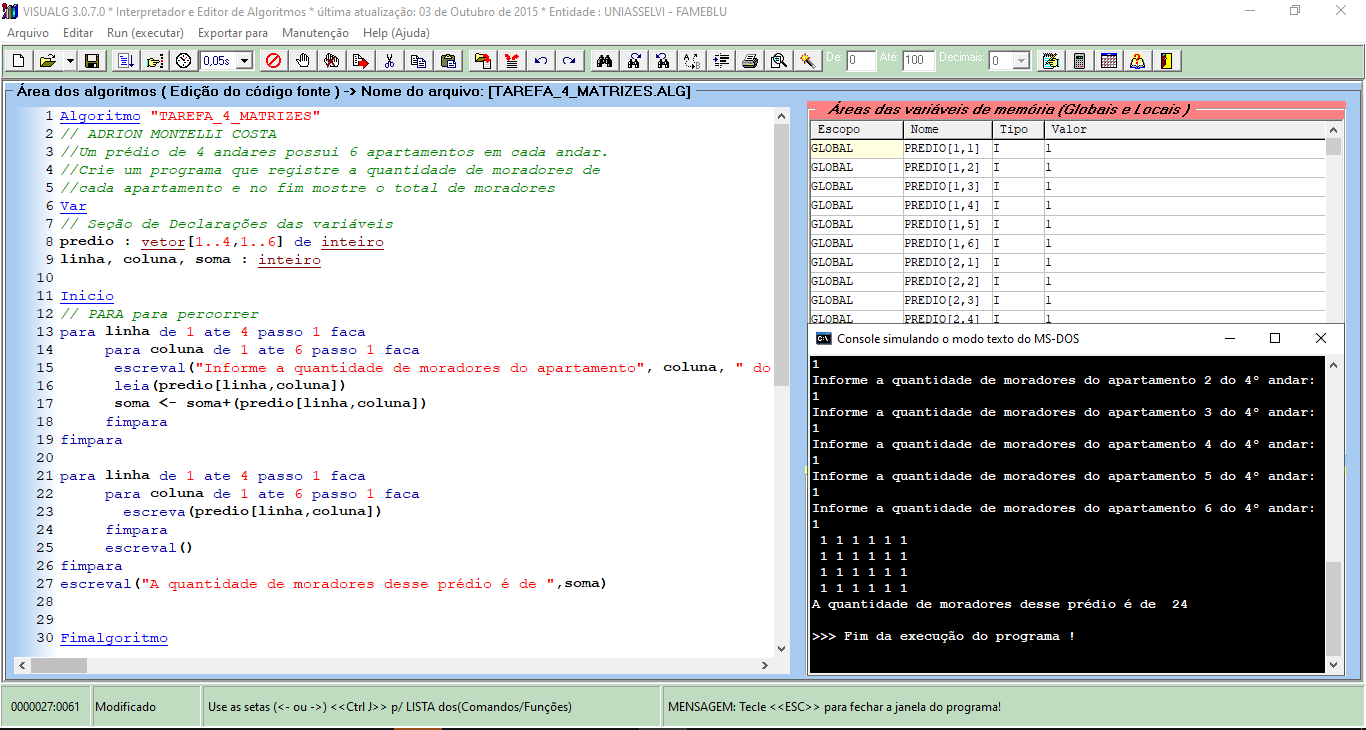 VISUALG 3.0.7.0 * Interpretador e Editor de Algoritmos * última atualização: 03 de Outubro de 2015 * Entidade : UNIASSELVI - FAMEBLU
Arquivo Editar Run (executar) Exportar para Manutenção Help (Ajuda)
0,05s De: 0 Até: 100 Decimais: 0
Área dos algoritmos ( Edição do código fonte ) -> Nome do arquivo: [TAREFA_4_MATRIZES.ALG]
1 Algoritmo "TAREFA_4_MATRIZES"
2 // ADRION MONTELLI COSTA
3 //Um prédio de 4 andares possui 6 apartamentos em cada andar.
4 //Crie um programa que registre a quantidade de moradores de
5 //cada apartamento e no fim mostre o total de moradores
6 Var
7 // Seção de Declarações das variáveis
8 predio : vetor[1..4,1..6] de inteiro
9 linha, coluna, soma : inteiro
10
11 Inicio
12 // PARA para percorrer
13 para linha de 1 ate 4 passo 1 faca
14 para coluna de 1 ate 6 passo 1 faca
15 escreval("Informe a quantidade de moradores do apartamento", coluna, " do
16 leia(predio[linha,coluna])
17 soma <- soma+(predio[linha,coluna])
18 fimpara
19 fimpara
20
21 para linha de 1 ate 4 passo 1 faca
22 para coluna de 1 ate 6 passo 1 faca
23 escreva(predio[linha,coluna])
24 fimpara
25 escreval()
26 fimpara
27 escreval("A quantidade de moradores desse prédio é de ",soma)
28
29
30 Fimalgoritmo
Áreas das variáveis de memória (Globais e Locais )
Escopo Nome Tipo Valor
GLOBAL PREDIO[1,1] I 1
GLOBAL PREDIO[1,2] I 1
GLOBAL PREDIO[1,3] I 1
GLOBAL PREDIO[1,4] I 1
GLOBAL PREDIO[1,5] I 1
GLOBAL PREDIO[1,6] I 1
GLOBAL PREDIO[2,1] I 1
GLOBAL PREDIO[2,2] I 1
GLOBAL PREDIO[2,3] I 1
GLOBAL PREDIO[2,4] I 1
C:\ Console simulando o modo texto do MS-DOS
1
Informe a quantidade de moradores do apartamento 2 do 4º andar:
1
Informe a quantidade de moradores do apartamento 3 do 4º andar:
1
Informe a quantidade de moradores do apartamento 4 do 4º andar:
1
Informe a quantidade de moradores do apartamento 5 do 4º andar:
1
Informe a quantidade de moradores do apartamento 6 do 4º andar:
1
1 1 1 1 1 1
1 1 1 1 1 1
1 1 1 1 1 1
1 1 1 1 1 1
A quantidade de moradores desse prédio é de  24
>>> Fim da execução do programa !
0000027:0061 Modificado Use as setas (<- ou ->) <<Ctrl J>> p/ LISTA dos(Comandos/Funções) MENSAGEM: Tecle <<ESC>> para fechar a janela do programa!